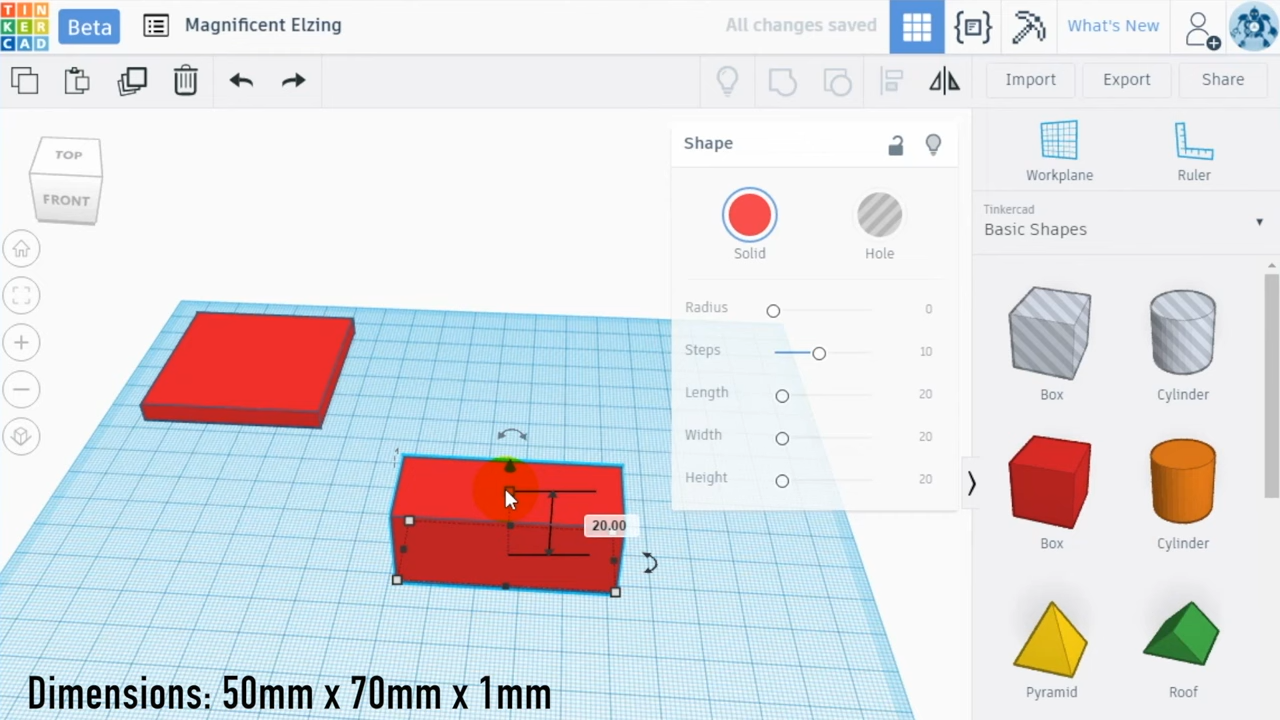 TIN
KER
CAD
Beta
Magnificent Elzing
All changes saved
What's New
Import
Export
Share
TOP
FRONT
Shape
Solid
Hole
Radius 0
Steps 10
Length 20
Width 20
Height 20
20.00
Workplane
Ruler
Tinkercad
Basic Shapes
Box
Cylinder
Box
Cylinder
Pyramid
Roof
Dimensions: 50mm x 70mm x 1mm